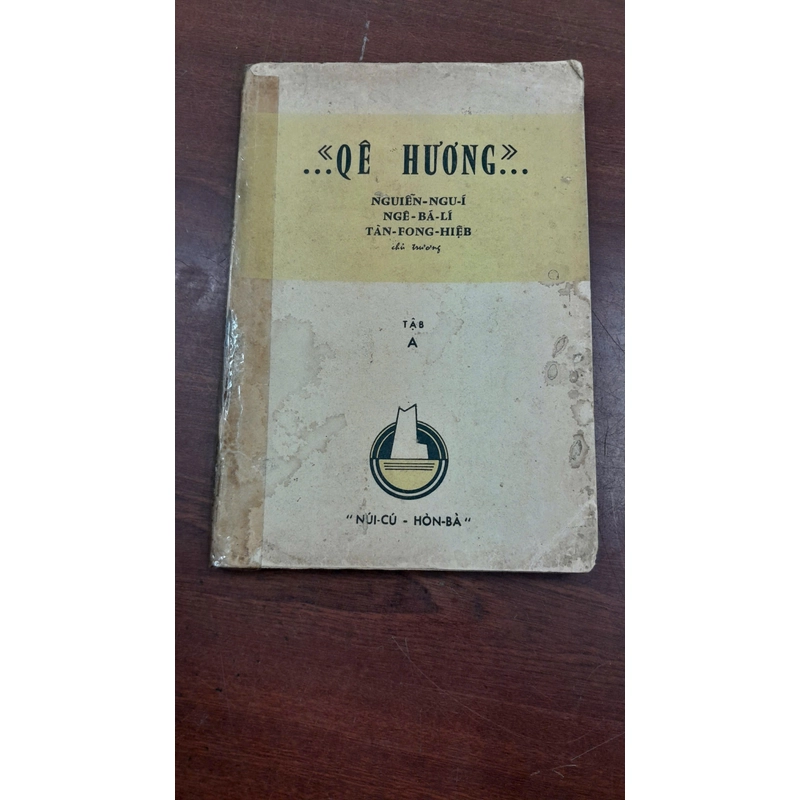 ...«QÊ HƯƠNG»...
NGUIỄN-NGU-Í
NGÊ-BÁ-LÍ
TÂN-FONG-HIỆB
chủ trương
TẬB
A
"NÚI-CÚ - HÒN-BÀ"